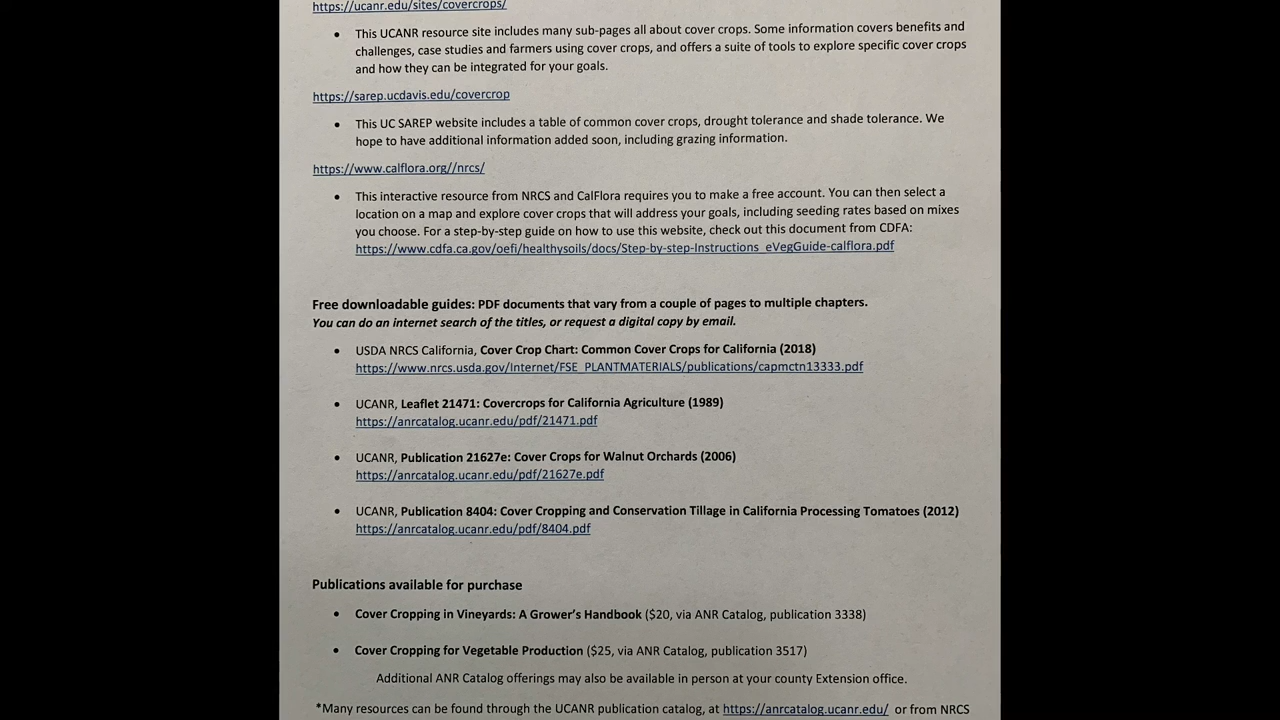 https://ucanr.edu/sites/covercrops/
• This UCANR resource site includes many sub-pages all about cover crops. Some information covers benefits and
challenges, case studies and farmers using cover crops, and offers a suite of tools to explore specific cover crops
and how they can be integrated for your goals.
https://sarep.ucdavis.edu/covercrop
• This UC SAREP website includes a table of common cover crops, drought tolerance and shade tolerance. We
hope to have additional information added soon, including grazing information.
https://www.calflora.org//nrcs/
• This interactive resource from NRCS and CalFlora requires you to make a free account. You can then select a
location on a map and explore cover crops that will address your goals, including seeding rates based on mixes
you choose. For a step-by-step guide on how to use this website, check out this document from CDFA:
https://www.cdfa.ca.gov/oefi/healthysoils/docs/Step-by-step-Instructions_eVegGuide-calflora.pdf
Free downloadable guides: PDF documents that vary from a couple of pages to multiple chapters.
You can do an internet search of the titles, or request a digital copy by email.
• USDA NRCS California, Cover Crop Chart: Common Cover Crops for California (2018)
https://www.nrcs.usda.gov/Internet/FSE_PLANTMATERIALS/publications/capmctn13333.pdf
• UCANR, Leaflet 21471: Covercrops for California Agriculture (1989)
https://anrcatalog.ucanr.edu/pdf/21471.pdf
• UCANR, Publication 21627e: Cover Crops for Walnut Orchards (2006)
https://anrcatalog.ucanr.edu/pdf/21627e.pdf
• UCANR, Publication 8404: Cover Cropping and Conservation Tillage in California Processing Tomatoes (2012)
https://anrcatalog.ucanr.edu/pdf/8404.pdf
Publications available for purchase
• Cover Cropping in Vineyards: A Grower's Handbook ($20, via ANR Catalog, publication 3338)
• Cover Cropping for Vegetable Production ($25, via ANR Catalog, publication 3517)
Additional ANR Catalog offerings may also be available in person at your county Extension office.
*Many resources can be found through the UCANR publication catalog, at https://anrcatalog.ucanr.edu/ or from NRCS